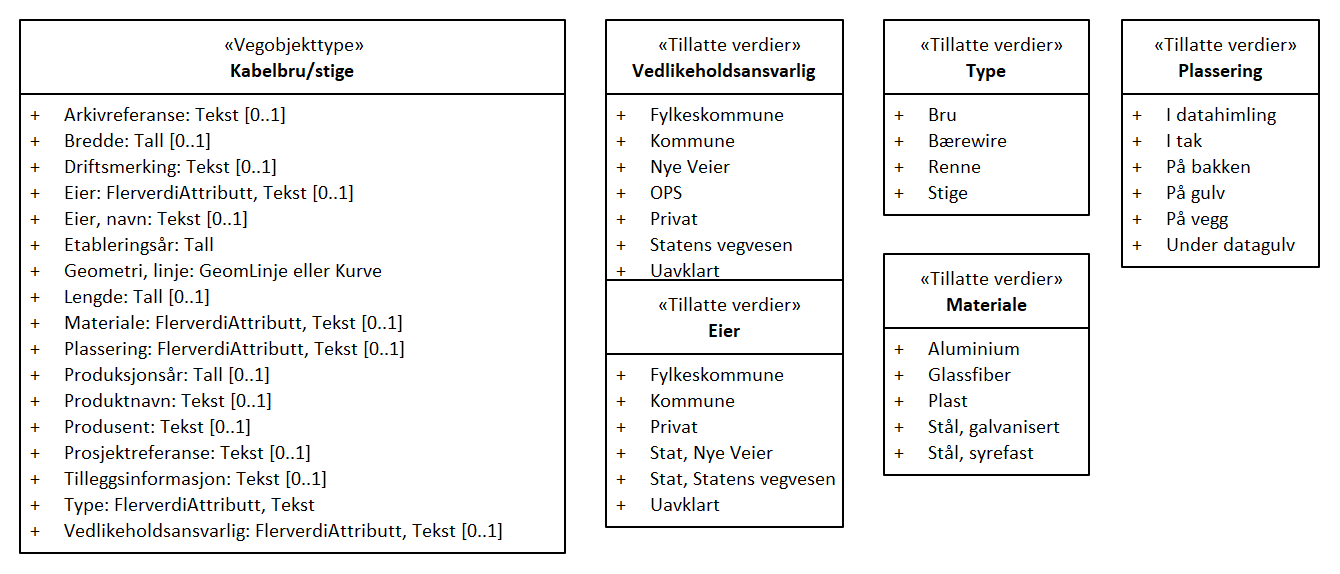 «Vegobjekttype»
Kabelbru/stige
+ Arkivreferanse: Tekst [0..1]
+ Bredde: Tall [0..1]
+ Driftsmerking: Tekst [0..1]
+ Eier: FlerverdiAttributt, Tekst [0..1]
+ Eier, navn: Tekst [0..1]
+ Etableringsår: Tall
+ Geometri, linje: GeomLinje eller Kurve
+ Lengde: Tall [0..1]
+ Materiale: FlerverdiAttributt, Tekst [0..1]
+ Plassering: FlerverdiAttributt, Tekst [0..1]
+ Produksjonsår: Tall [0..1]
+ Produktnavn: Tekst [0..1]
+ Produsent: Tekst [0..1]
+ Prosjektreferanse: Tekst [0..1]
+ Tilleggsinformasjon: Tekst [0..1]
+ Type: FlerverdiAttributt, Tekst
+ Vedlikeholdsansvarlig: FlerverdiAttributt, Tekst [0..1]
«Tillatte verdier»
Vedlikeholdsansvarlig
+ Fylkeskommune
+ Kommune
+ Nye Veier
+ OPS
+ Privat
+ Statens vegvesen
+ Uavklart
«Tillatte verdier»
Eier
+ Fylkeskommune
+ Kommune
+ Privat
+ Stat, Nye Veier
+ Stat, Statens vegvesen
+ Uavklart
«Tillatte verdier»
Type
+ Bru
+ Bærewire
+ Renne
+ Stige
«Tillatte verdier»
Materiale
+ Aluminium
+ Glassfiber
+ Plast
+ Stål, galvanisert
+ Stål, syrefast
«Tillatte verdier»
Plassering
+ I datahimling
+ I tak
+ På bakken
+ På gulv
+ På vegg
+ Under datagulv